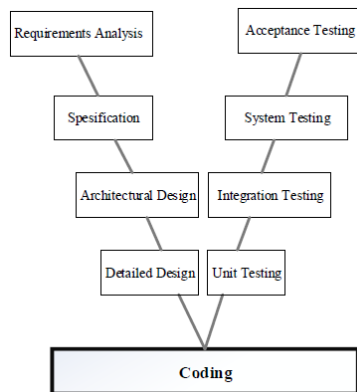 Requirements Analysis
Acceptance Testing
Spesification
System Testing
Architectural Design
Integration Testing
Detailed Design
Unit Testing
Coding